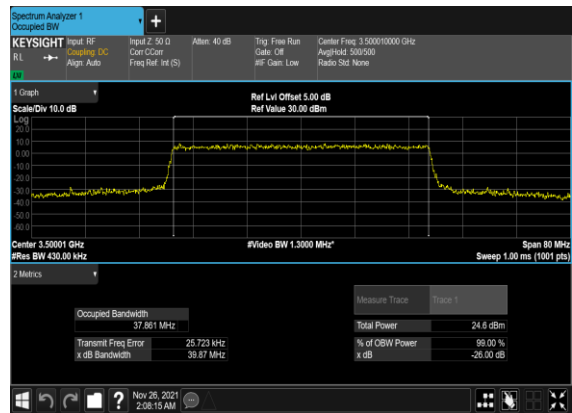 Spectrum Analyzer 1
Occupied BW
KEYSIGHT Input: RF Input Z: 50 Ω Atten: 40 dB Trig: Free Run Center Freq: 3.500010000 GHz
Coupling: DC Corr CCorr Gate: Off Avg|Hold: 500/500
RL Align: Auto Freq Ref: Int (S) #IF Gain: Low Radio Std: None
LW
1 Graph
Ref Lvl Offset 5.00 dB
Scale/Div 10.0 dB Ref Value 30.00 dBm
Log
20.0
10.0
0.00
-10.0
-20.0
-30.0
-40.0
-50.0
-60.0
Center 3.50001 GHz #Video BW 1.3000 MHz* Span 80 MHz
#Res BW 430.00 kHz Sweep 1.00 ms (1001 pts)
2 Metrics
Measure Trace Trace 1
Occupied Bandwidth
37.861 MHz Total Power 24.6 dBm
Transmit Freq Error 25.723 kHz % of OBW Power 99.00 %
x dB Bandwidth 39.87 MHz x dB -26.00 dB
Nov 26, 2021
2:08:15 AM